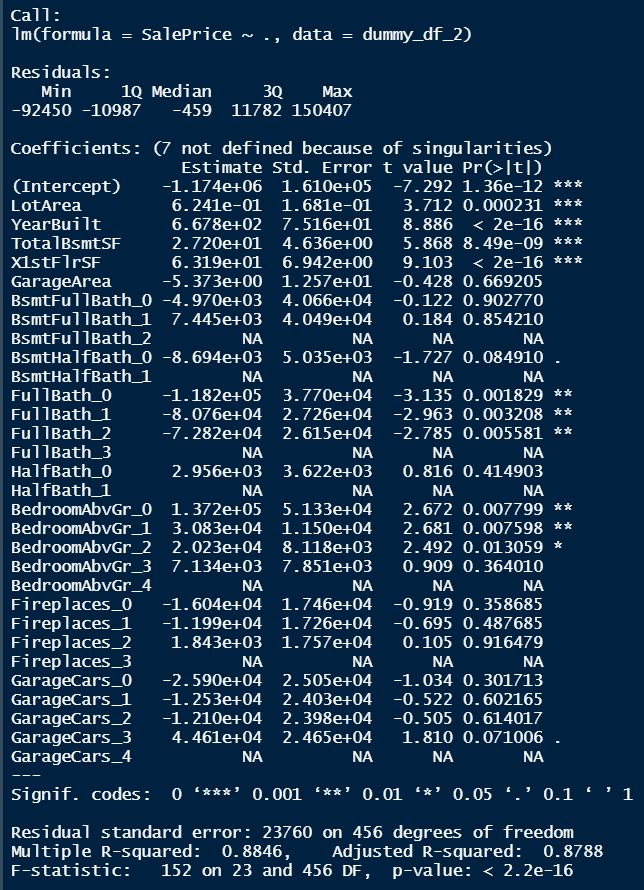 Call:
lm(formula = SalePrice ~ ., data = dummy_df_2)
Residuals:
Min 1Q Median 3Q Max
-92450 -10987 -459 11782 150407
Coefficients: (7 not defined because of singularities)
Estimate Std. Error t value Pr(>|t|)
(Intercept) -1.174e+06 1.610e+05 -7.292 1.36e-12 ***
LotArea 6.241e-01 1.681e-01 3.712 0.000231 ***
YearBuilt 6.678e+02 7.516e+01 8.886 < 2e-16 ***
TotalBsmtSF 2.720e+01 4.636e+00 5.868 8.49e-09 ***
X1stFlrSF 6.319e+01 6.942e+00 9.103 < 2e-16 ***
GarageArea -5.373e+00 1.257e+01 -0.428 0.669205
BsmtFullBath_0 -4.970e+03 4.066e+04 -0.122 0.902770
BsmtFullBath_1 7.445e+03 4.049e+04 0.184 0.854210
BsmtFullBath_2 NA NA NA NA
BsmtHalfBath_0 -8.694e+03 5.035e+03 -1.727 0.084910 .
BsmtHalfBath_1 NA NA NA NA
FullBath_0 -1.182e+05 3.770e+04 -3.135 0.001829 **
FullBath_1 -8.076e+04 2.726e+04 -2.963 0.003208 **
FullBath_2 -7.282e+04 2.615e+04 -2.785 0.005581 **
FullBath_3 NA NA NA NA
HalfBath_0 2.956e+03 3.622e+03 0.816 0.414903
HalfBath_1 NA NA NA NA
BedroomAbvGr_0 1.372e+05 5.133e+04 2.672 0.007799 **
BedroomAbvGr_1 3.083e+04 1.150e+04 2.681 0.007598 **
BedroomAbvGr_2 2.023e+04 8.118e+03 2.492 0.013059 *
BedroomAbvGr_3 7.134e+03 7.851e+03 0.909 0.364010
BedroomAbvGr_4 NA NA NA NA
Fireplaces_0 -1.604e+04 1.746e+04 -0.919 0.358685
Fireplaces_1 -1.199e+04 1.726e+04 -0.695 0.487685
Fireplaces_2 1.843e+03 1.757e+04 0.105 0.916479
Fireplaces_3 NA NA NA NA
GarageCars_0 -2.590e+04 2.505e+04 -1.034 0.301713
GarageCars_1 -1.253e+04 2.403e+04 -0.522 0.602165
GarageCars_2 -1.210e+04 2.398e+04 -0.505 0.614017
GarageCars_3 4.461e+04 2.465e+04 1.810 0.071006 .
GarageCars_4 NA NA NA NA
---
Signif. codes: 0 ‘***’ 0.001 ‘**’ 0.01 ‘*’ 0.05 ‘.’ 0.1 ‘ ’ 1
Residual standard error: 23760 on 456 degrees of freedom
Multiple R-squared: 0.8846, Adjusted R-squared: 0.8788
F-statistic: 152 on 23 and 456 DF, p-value: < 2.2e-16